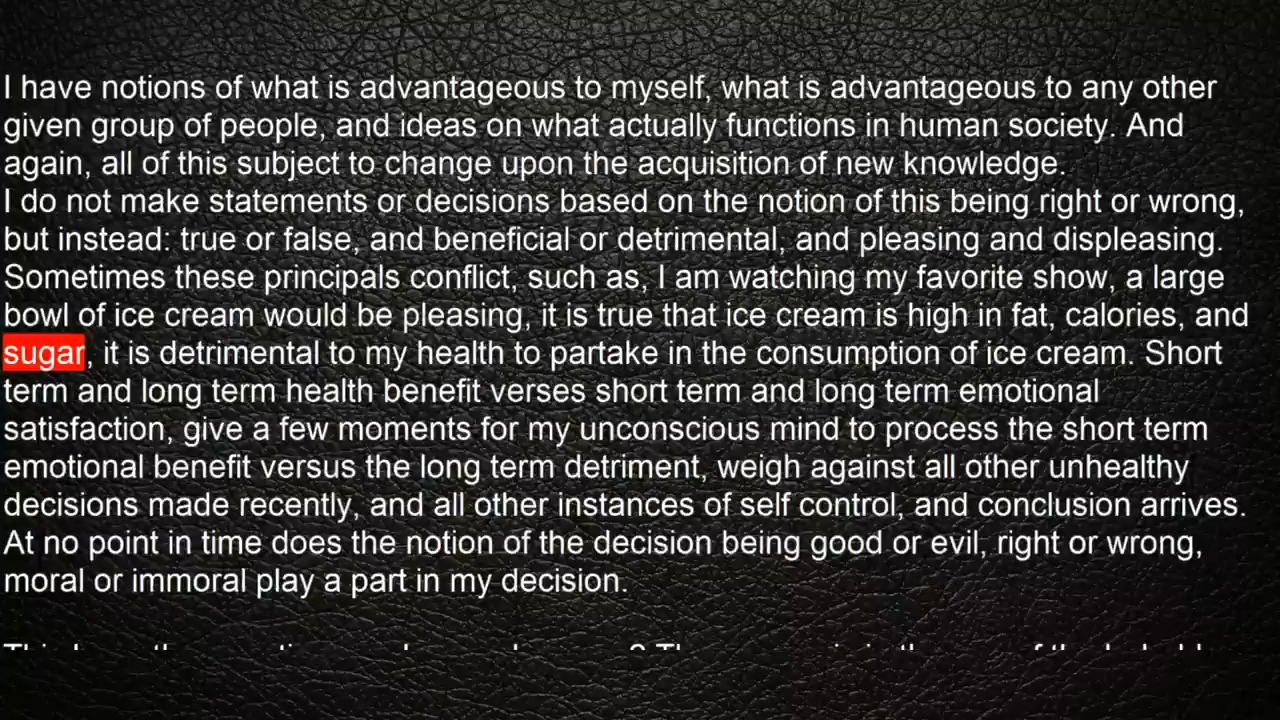 I have notions of what is advantageous to myself, what is advantageous to any other
given group of people, and ideas on what actually functions in human society. And
again, all of this subject to change upon the acquisition of new knowledge.
I do not make statements or decisions based on the notion of this being right or wrong,
but instead: true or false, and beneficial or detrimental, and pleasing and displeasing.
Sometimes these principals conflict, such as, I am watching my favorite show, a large
bowl of ice cream would be pleasing, it is true that ice cream is high in fat, calories, and
sugar, it is detrimental to my health to partake in the consumption of ice cream. Short
term and long term health benefit verses short term and long term emotional
satisfaction, give a few moments for my unconscious mind to process the short term
emotional benefit versus the long term detriment, weigh against all other unhealthy
decisions made recently, and all other instances of self control, and conclusion arrives.
At no point in time does the notion of the decision being good or evil, right or wrong,
moral or immoral play a part in my decision.